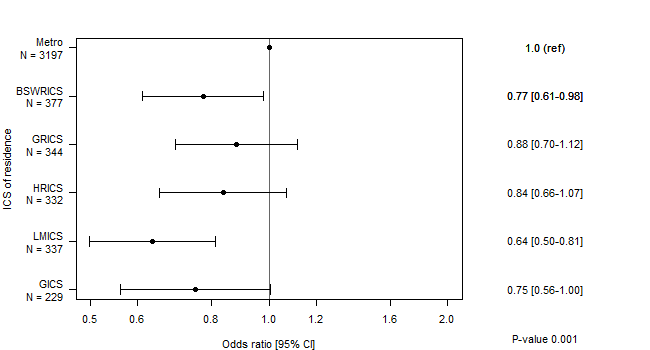 Metro
N = 3197
1.0 (ref)
BSWRICS
N = 377
0.77 [0.61-0.98]
GRICS
N = 344
0.88 [0.70-1.12]
HRICS
N = 332
0.84 [0.66-1.07]
LMICS
N = 337
0.64 [0.50-0.81]
GICS
N = 229
0.75 [0.56-1.00]
ICS of residence
0.5 0.6 0.8 1.0 1.2 1.6 2.0
Odds ratio [95% CI]
P-value 0.001